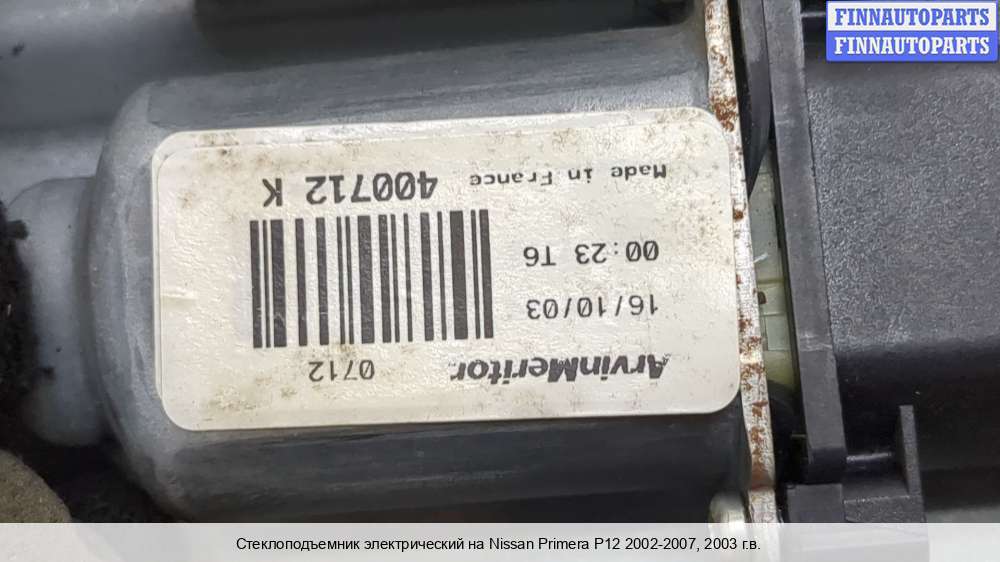 FINNAUTOPARTS
FINNAUTOPARTS
ArvinMeritor 0712
16/10/03
00:23 T6
Made in France 400712 K
Стеклоподъемник электрический на Nissan Primera P12 2002-2007, 2003 г.в.